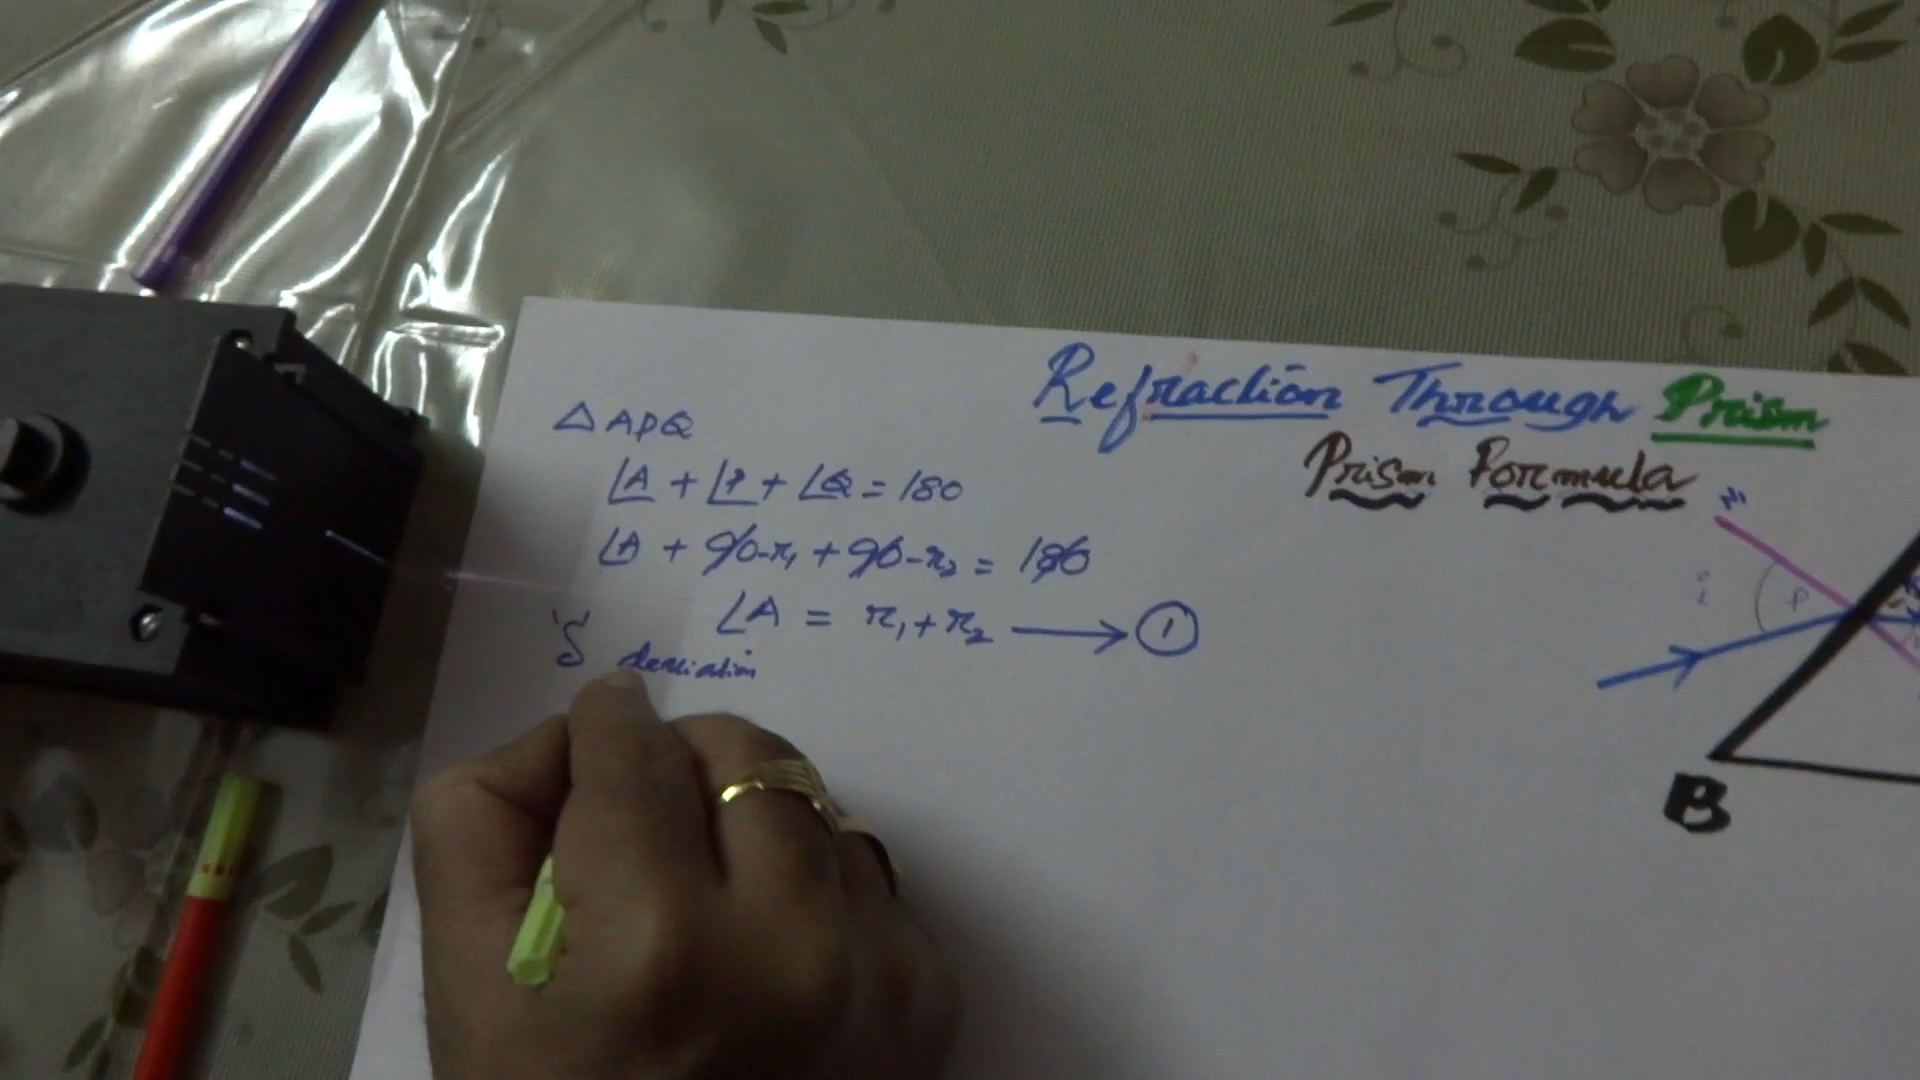 Refraction Through Prism
Prism Formula
△ APQ
∠A + ∠P + ∠Q = 180
∠A + 90-r₁ + 90-r₂ = 180
∠A = r₁ + r₂ ⟶ ①
'δ' deviation
N
i
P
B